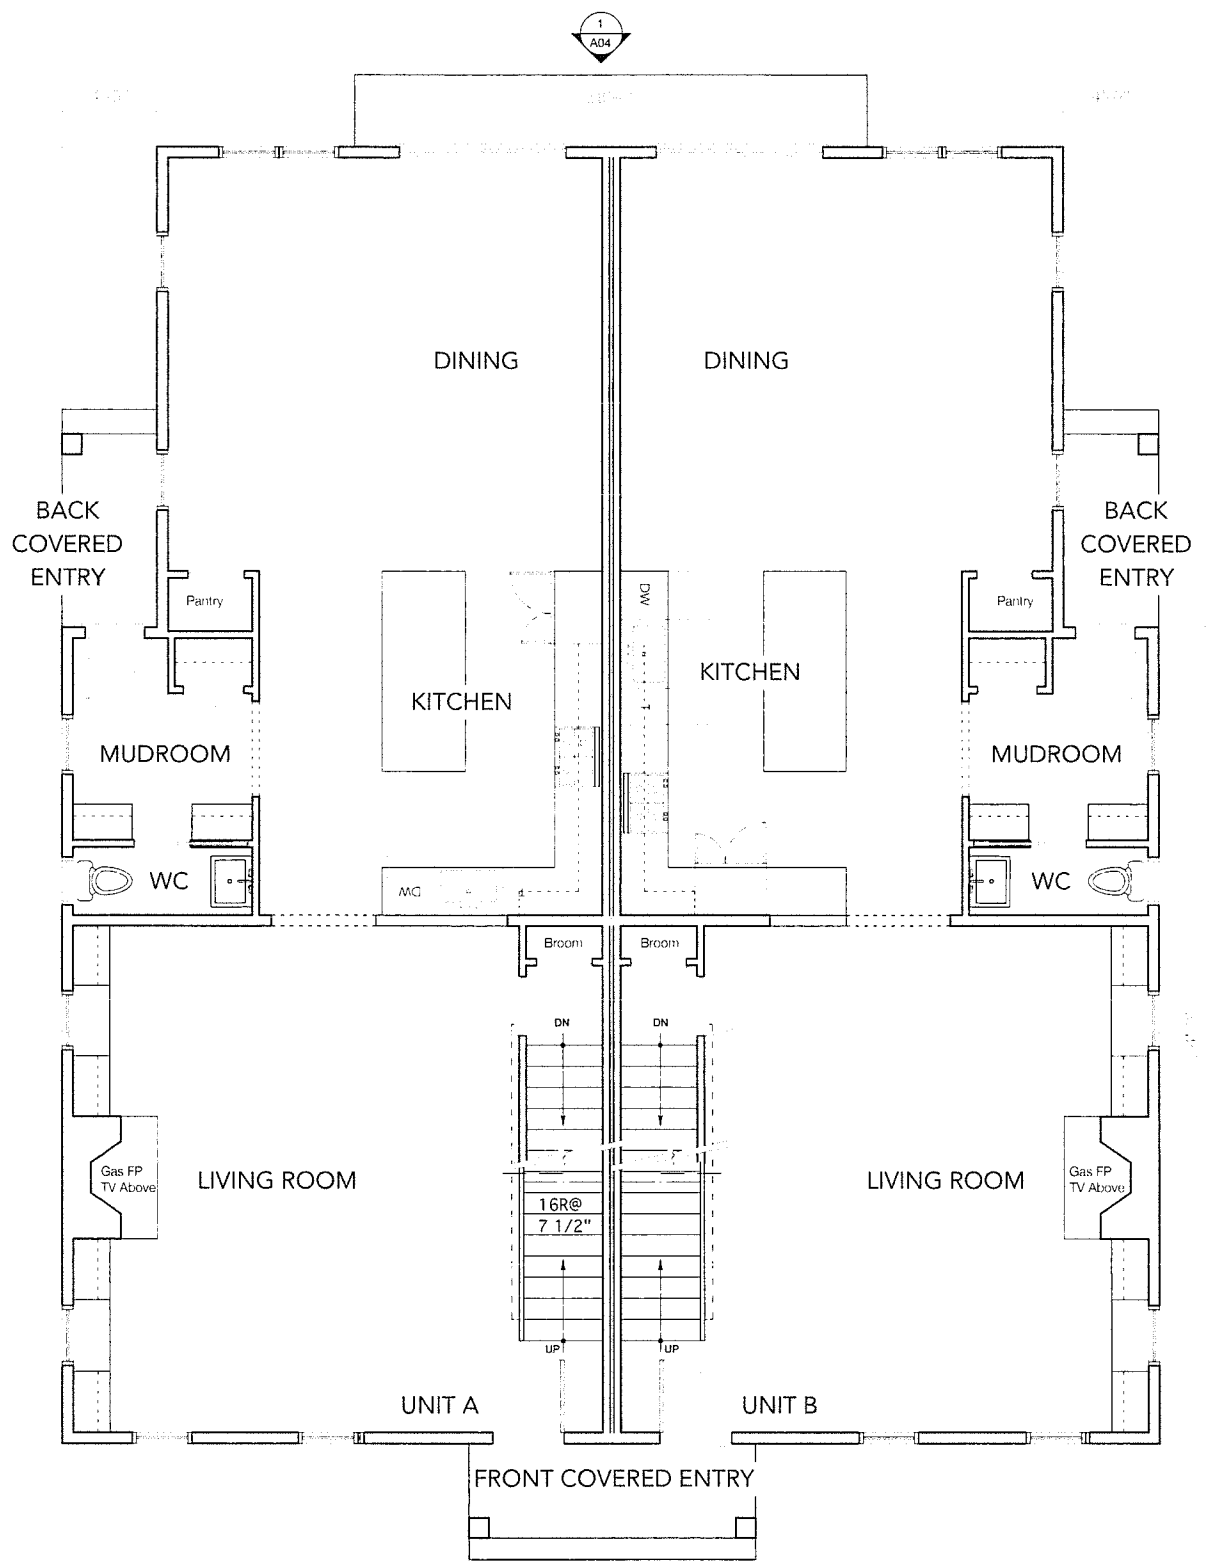 1
A04
DINING
DINING
BACK
COVERED
ENTRY
BACK
COVERED
ENTRY
Pantry
DW
Pantry
KITCHEN
KITCHEN
MUDROOM
MUDROOM
WC
DW
WC
Broom
Broom
DN
DN
Gas FP
TV Above
LIVING ROOM
LIVING ROOM
Gas FP
TV Above
16R@
7 1/2"
UP
UP
UNIT A
UNIT B
FRONT COVERED ENTRY